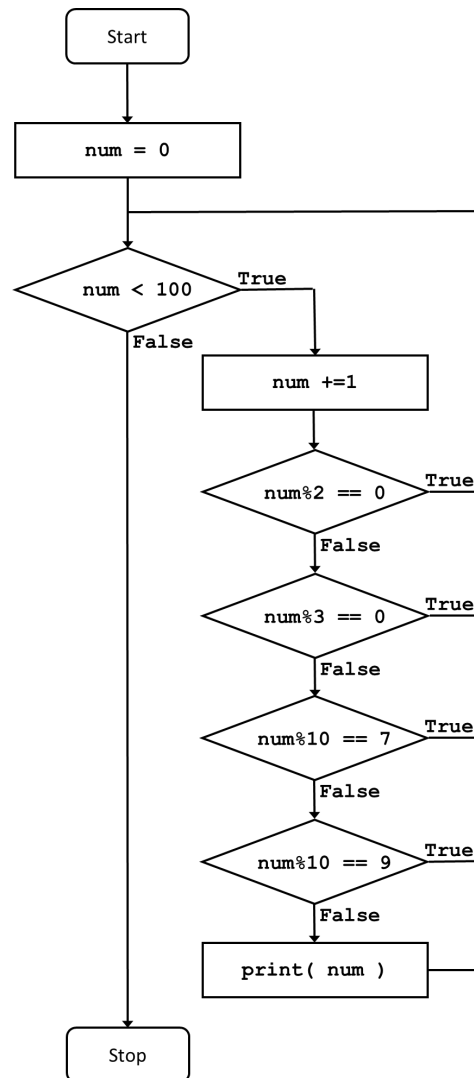 Start
num = 0
num < 100
True
False
num +=1
num%2 == 0
True
False
num%3 == 0
True
False
num%10 == 7
True
False
num%10 == 9
True
False
print( num )
Stop